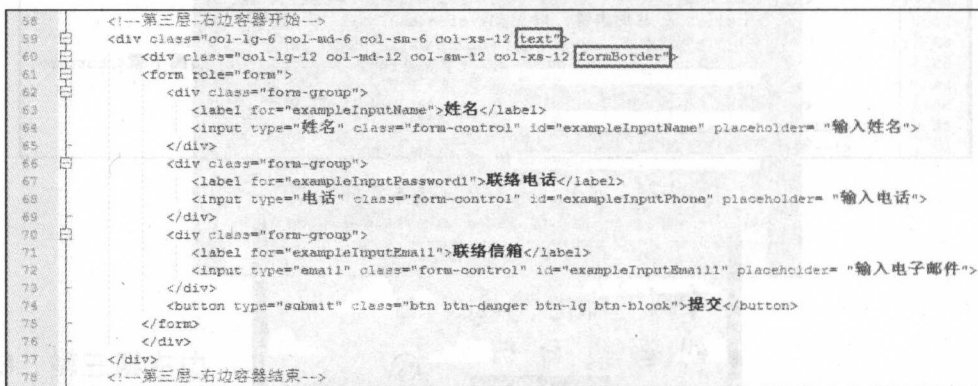 58 <!--第三层-右边容器开始-->
59 <div class="col-lg-6 col-md-6 col-sm-6 col-xs-12 text">
60 <div class="col-lg-12 col-md-12 col-sm-12 col-xs-12 formBorder">
61 <form role="form">
62 <div class="form-group">
63 <label for="exampleInputName">姓名</label>
64 <input type="姓名" class="form-control" id="exampleInputName" placeholder= "输入姓名">
65 </div>
66 <div class="form-group">
67 <label for="exampleInputPassword1">联络电话</label>
68 <input type="电话" class="form-control" id="exampleInputPhone" placeholder= "输入电话">
69 </div>
70 <div class="form-group">
71 <label for="exampleInputEmail">联络信箱</label>
72 <input type="email" class="form-control" id="exampleInputEmail1" placeholder= "输入电子邮件">
73 </div>
74 <button type="submit" class="btn btn-danger btn-lg btn-block">提交</button>
75 </form>
76 </div>
77 </div>
78 <!--第三层-右边容器结束-->